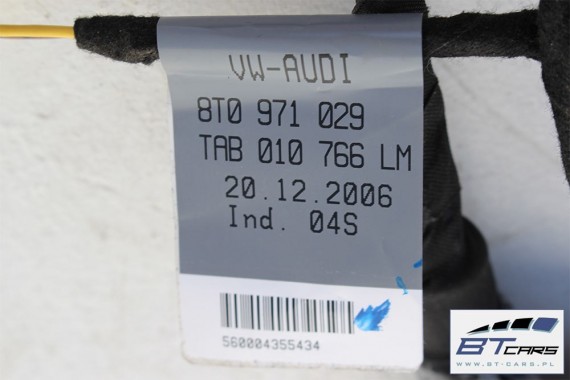 VW-AUDI
8T0 971 029
TAB 010 766 LM
20.12.2006
Ind. 04S
560004355434
BT CARS
WWW.BT-CARS.PL